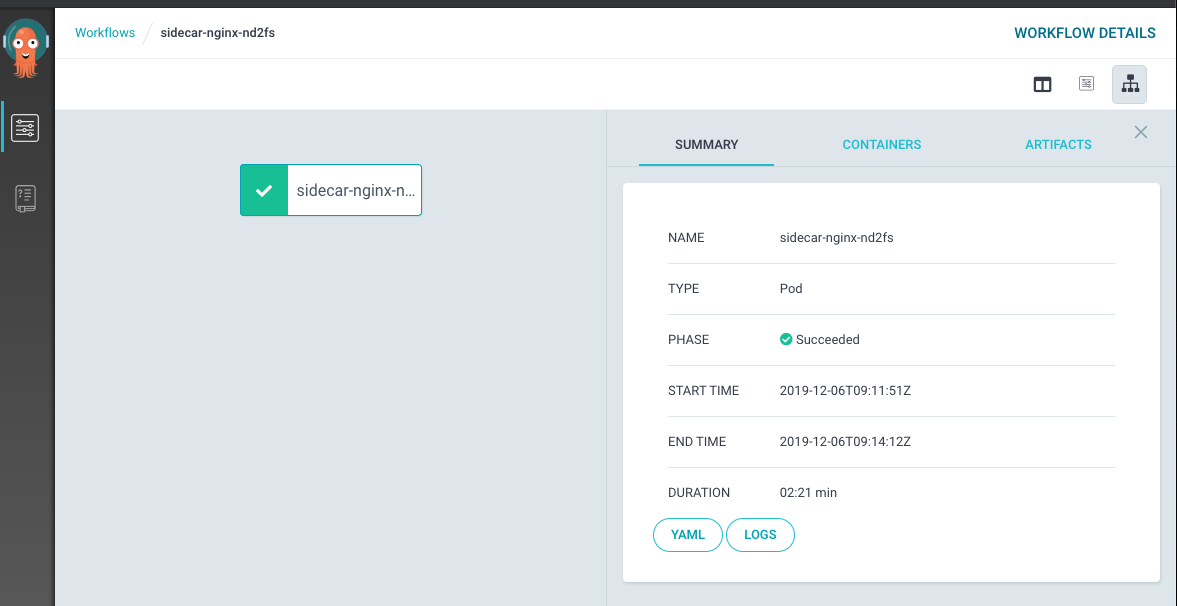 Workflows / sidecar-nginx-nd2fs
WORKFLOW DETAILS
sidecar-nginx-n...
SUMMARY CONTAINERS ARTIFACTS
NAME sidecar-nginx-nd2fs
TYPE Pod
PHASE Succeeded
START TIME 2019-12-06T09:11:51Z
END TIME 2019-12-06T09:14:12Z
DURATION 02:21 min
YAML LOGS